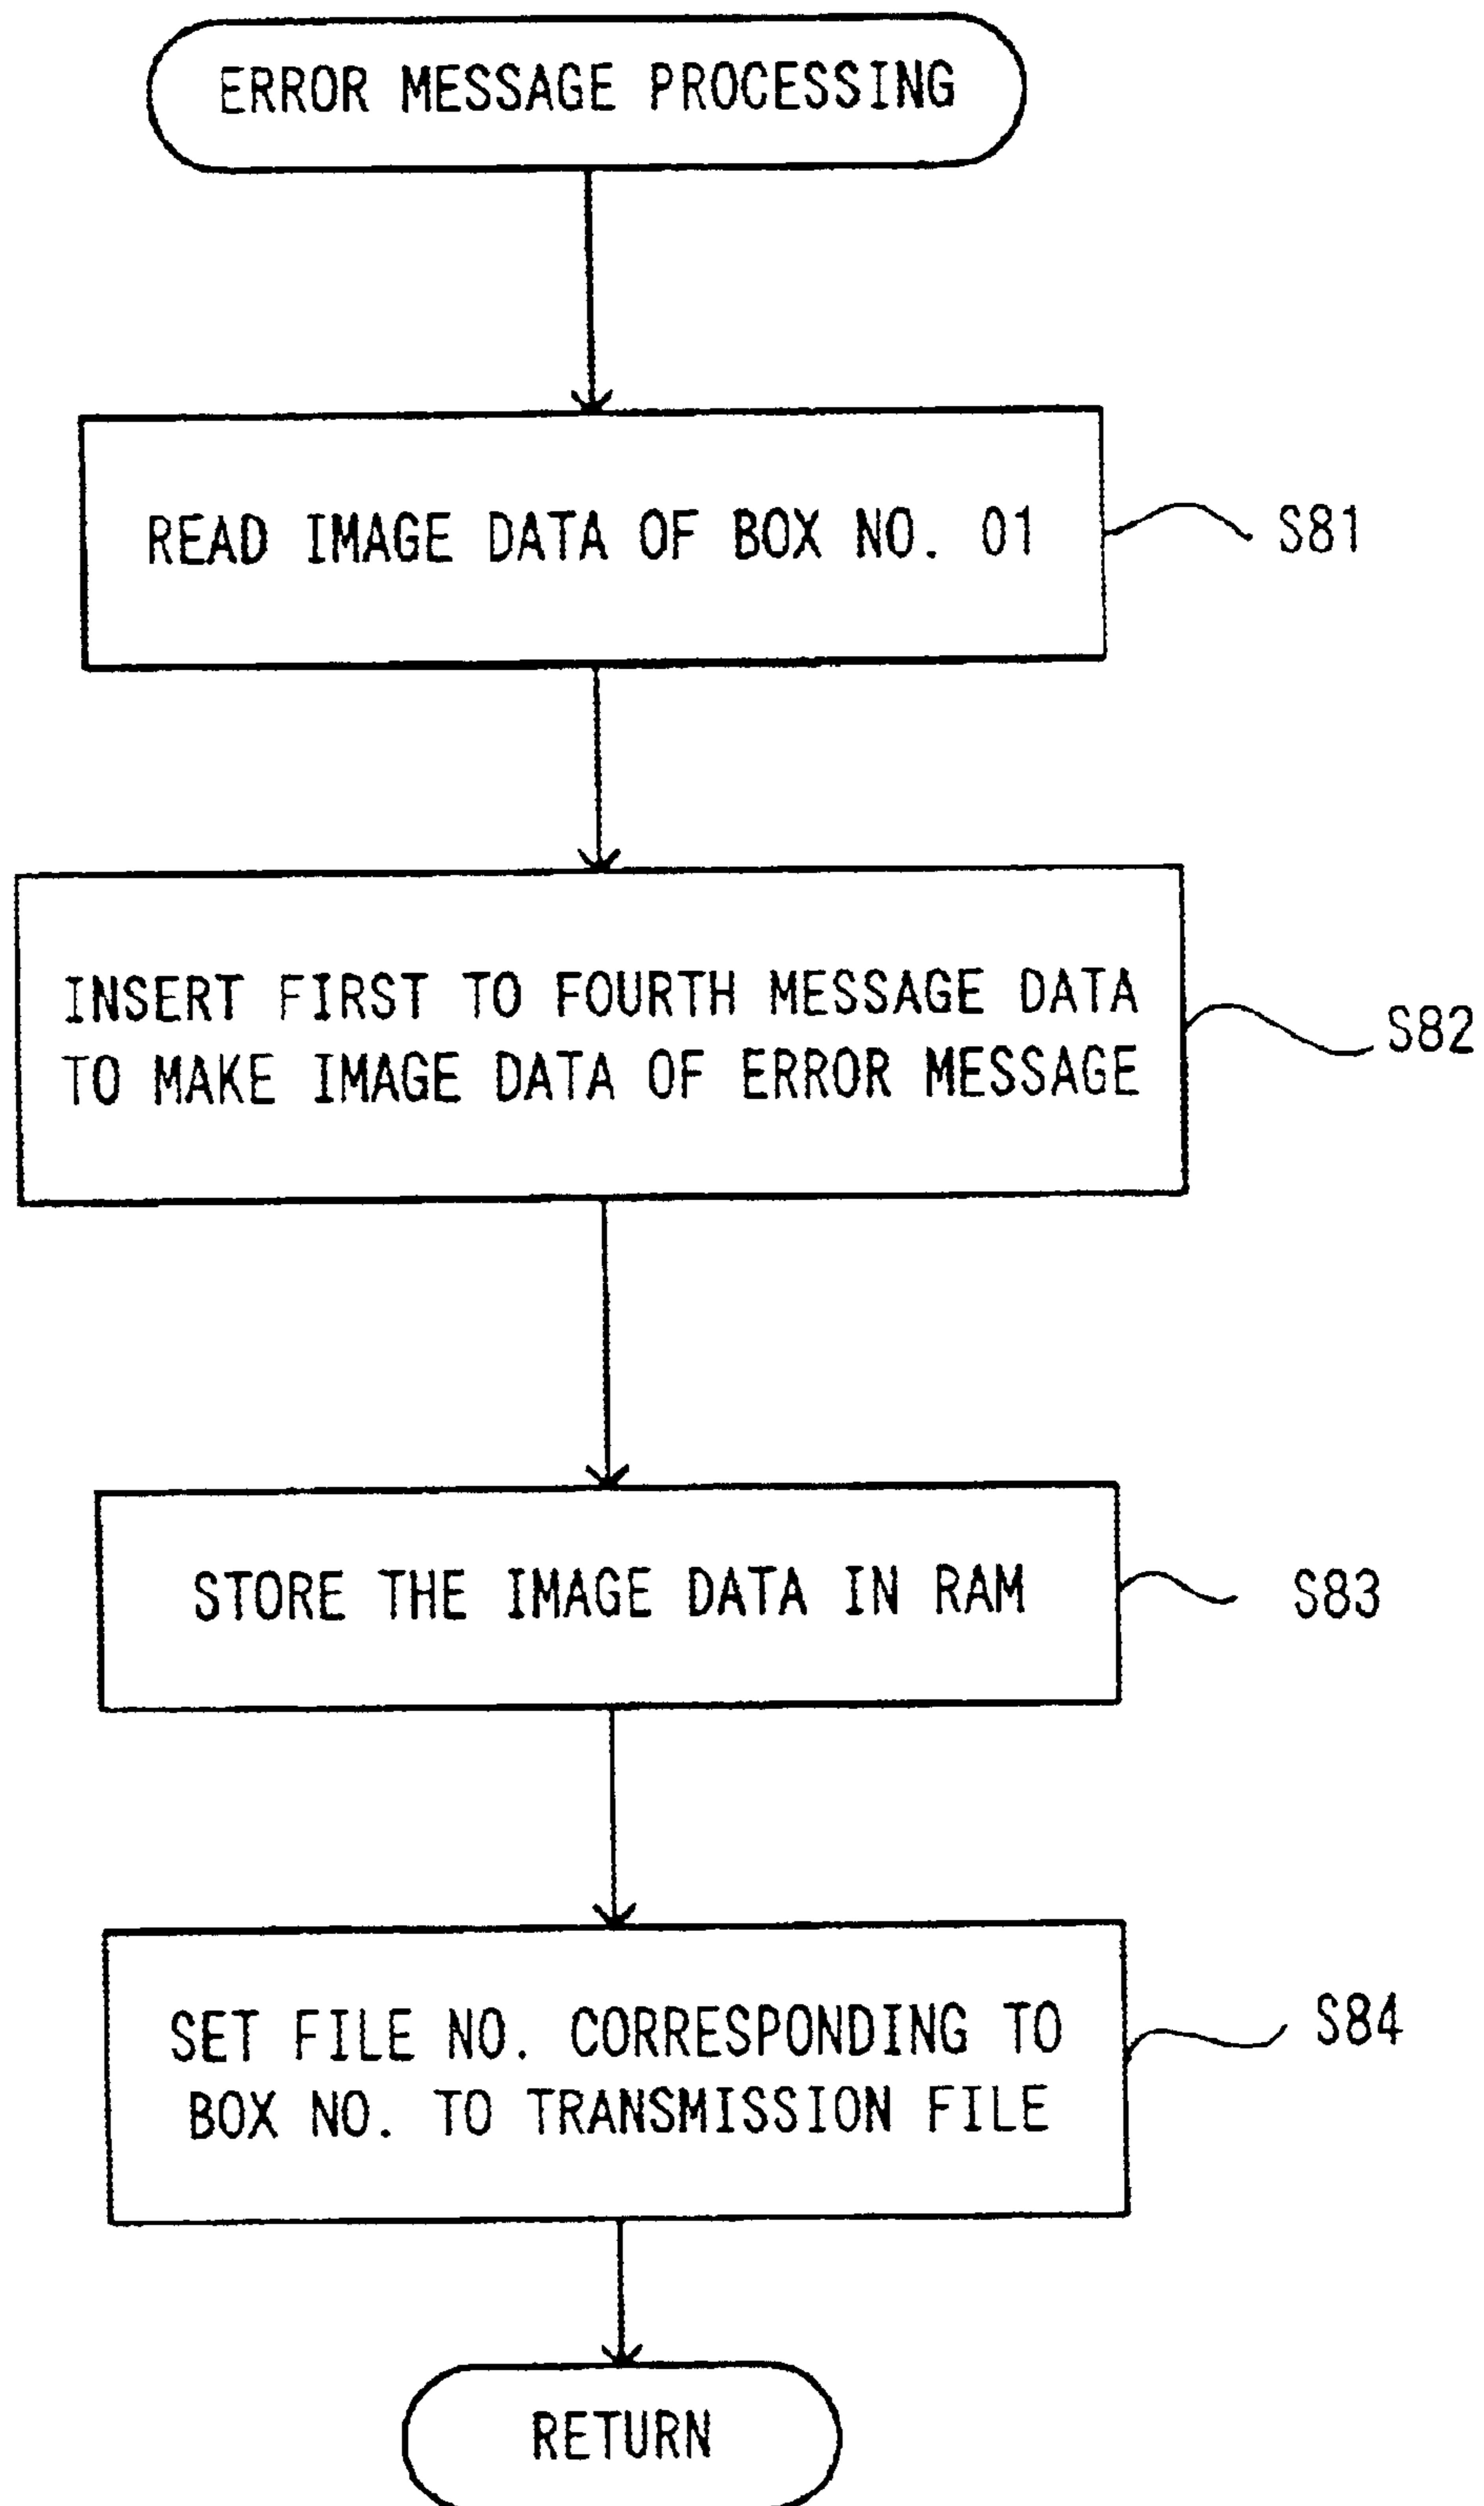 ERROR MESSAGE PROCESSING
READ IMAGE DATA OF BOX NO. 01
S81
INSERT FIRST TO FOURTH MESSAGE DATA
TO MAKE IMAGE DATA OF ERROR MESSAGE
S82
STORE THE IMAGE DATA IN RAM
S83
SET FILE NO. CORRESPONDING TO
BOX NO. TO TRANSMISSION FILE
S84
RETURN